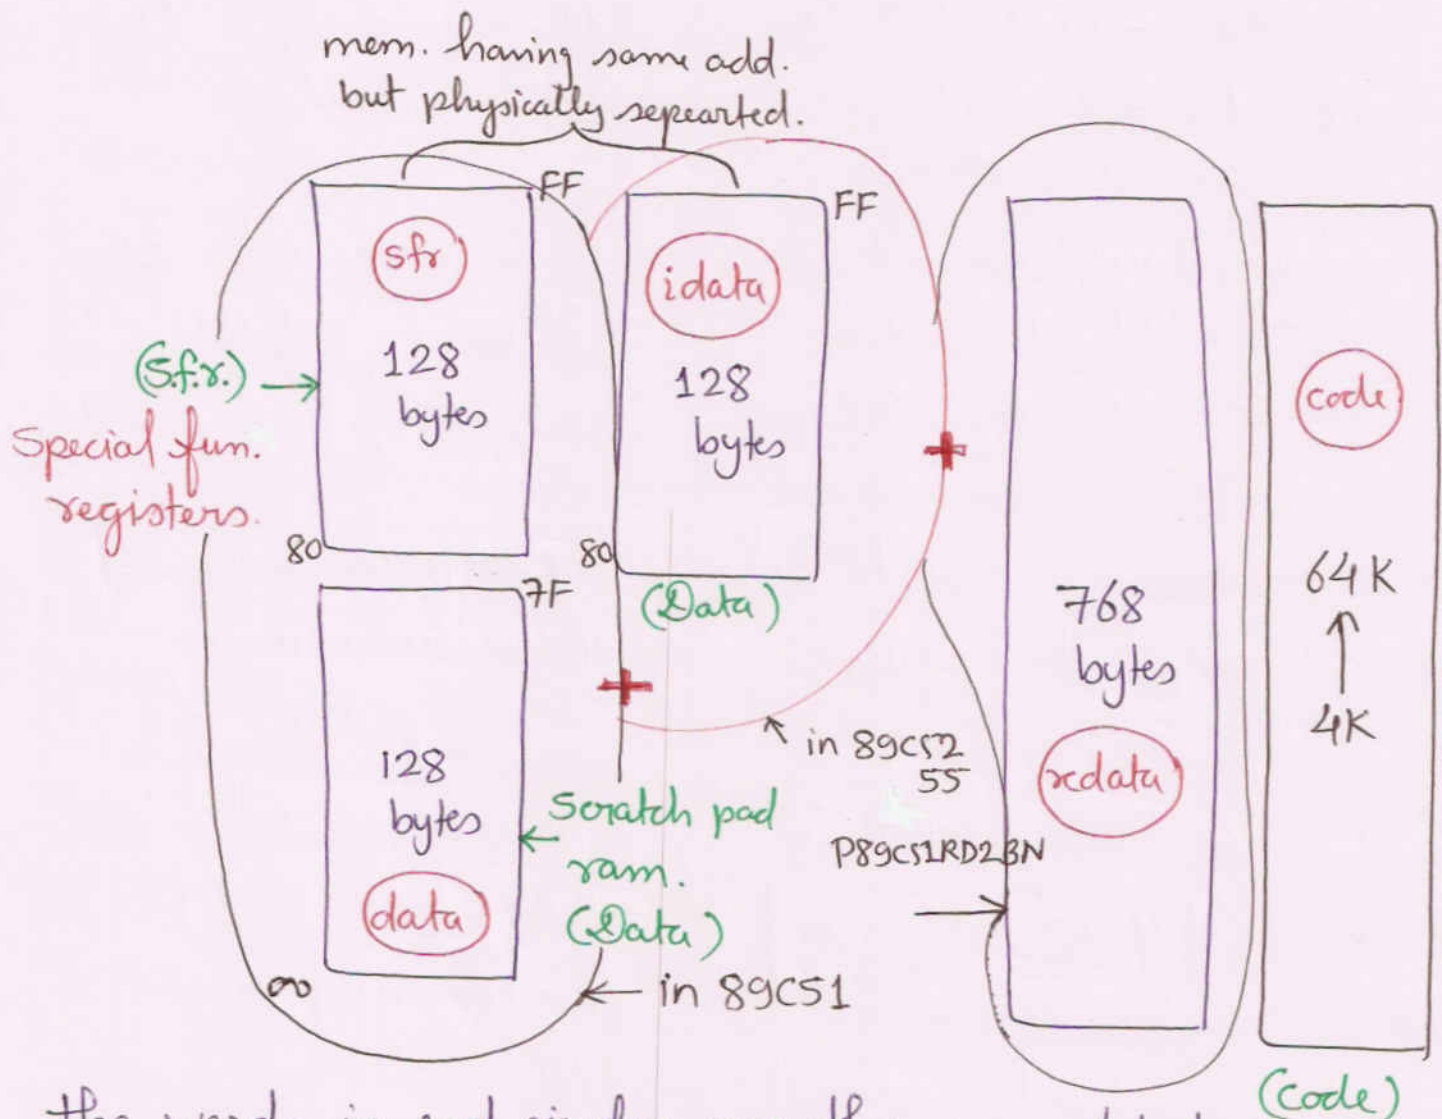 mem. having same add.
but physically sepearted.
FF
sfr
128
bytes
80
(S.f.r.)
Special fun.
registers.
FF
idata
128
bytes
80
(Data)
7F
128
bytes
data
00
Scratch pad
ram.
(Data)
in 89C51
in 89C52
55
P89C51RD2BN
768
bytes
xdata
code
64K
4K
(code)